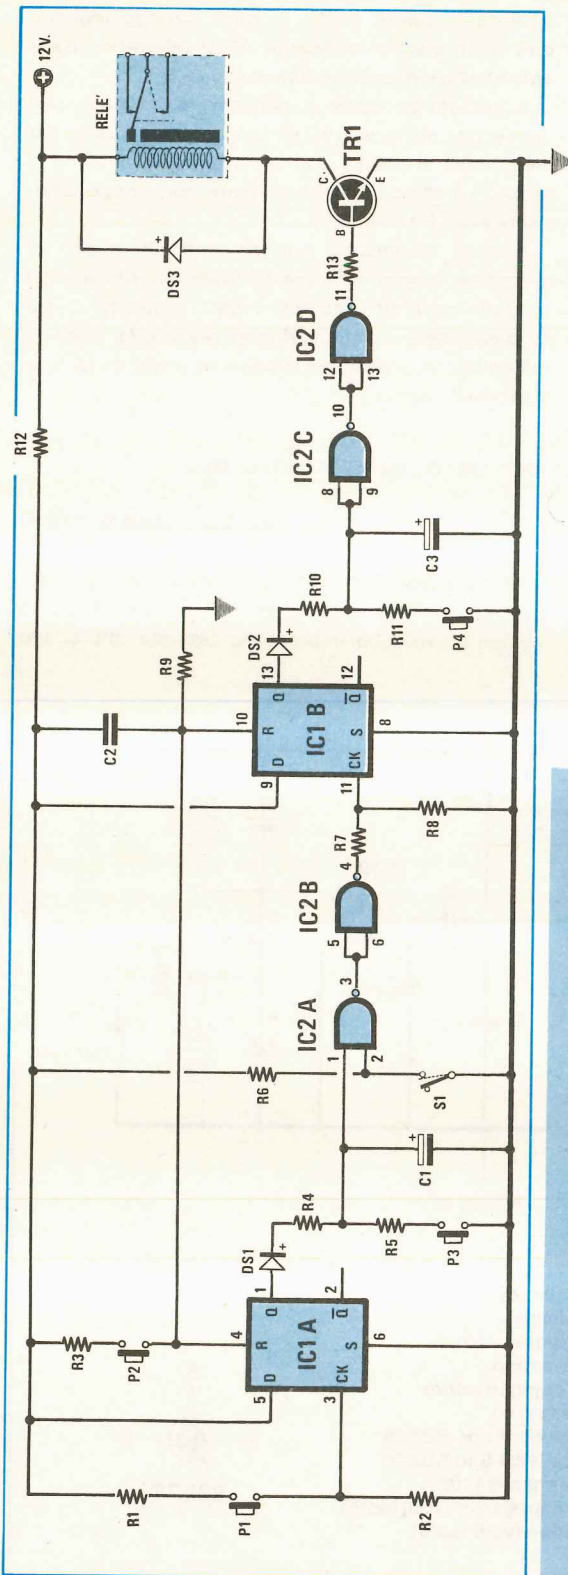 12V.
RELE'
DS3
R12
TR1
C
B
E
R13
11
IC2 D
12
13
10
IC2 C
8
9
C3
+
R10
DS2
+
R11
P4
R9
C2
13
Q
12
Q̅
10
R
IC1 B
9
D
S
8
CK
11
R7
R8
4
IC2 B
5
6
3
IC2 A
1
2
R6
S1
C1
+
R4
DS1
+
R5
P3
1
Q
2
Q̅
R3
P2
4
R
IC1 A
5
D
S
6
CK
3
R1
P1
R2